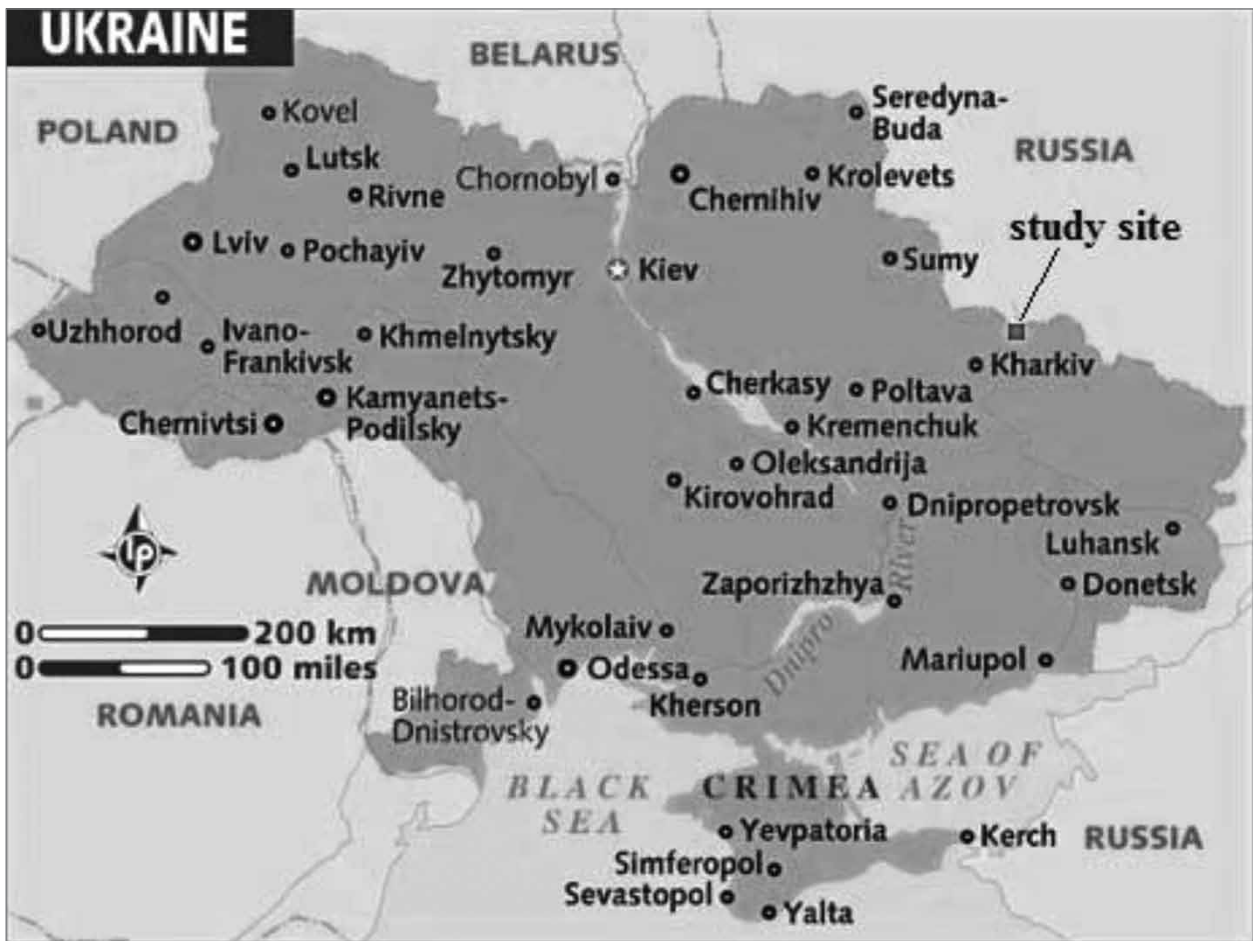 UKRAINE
BELARUS
POLAND
Kovel
Seredyna-
Buda
RUSSIA
Lutsk
Rivne
Chornobyl
Chernihiv
Krolevets
study site
Lviv
Pochayiv
Zhytomyr
Kiev
Sumy
Uzhhorod
Ivano-
Frankivsk
Khmelnytsky
Kharkiv
Cherkasy
Poltava
Chernivtsi
Kamyanets-
Podilsky
Kremenchuk
Oleksandrija
Kirovohrad
Dnipropetrovsk
lp
Luhansk
MOLDOVA
Zaporizhzhya
River
Donetsk
0 200 km
0 100 miles
Mykolaiv
Odessa
Kherson
Dnipro
Mariupol
ROMANIA
Bilhorod-
Dnistrovsky
BLACK
SEA
CRIMEA
SEA OF
AZOV
Yevpatoria
Kerch
RUSSIA
Simferopol
Sevastopol
Yalta